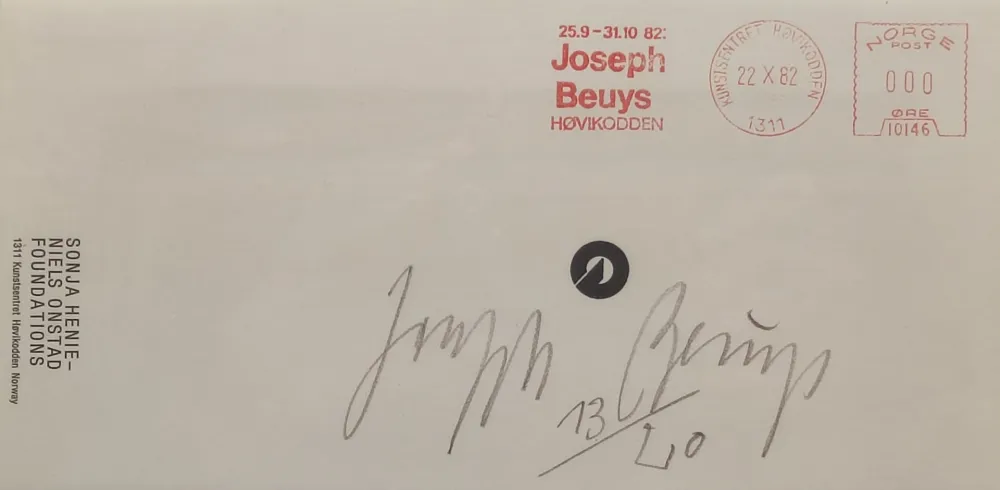 25.9 – 31.10 82:
Joseph
Beuys
HØVIKODDEN
KUNSTSENTRET HØVIKODDEN
22 X 82
1311
NORGE
POST
000
ØRE
10146
SONJA HENIE–
NIELS ONSTAD
FOUNDATIONS
1311 Kunstsentret Høvikodden Norway
Joseph Beuys
13/20